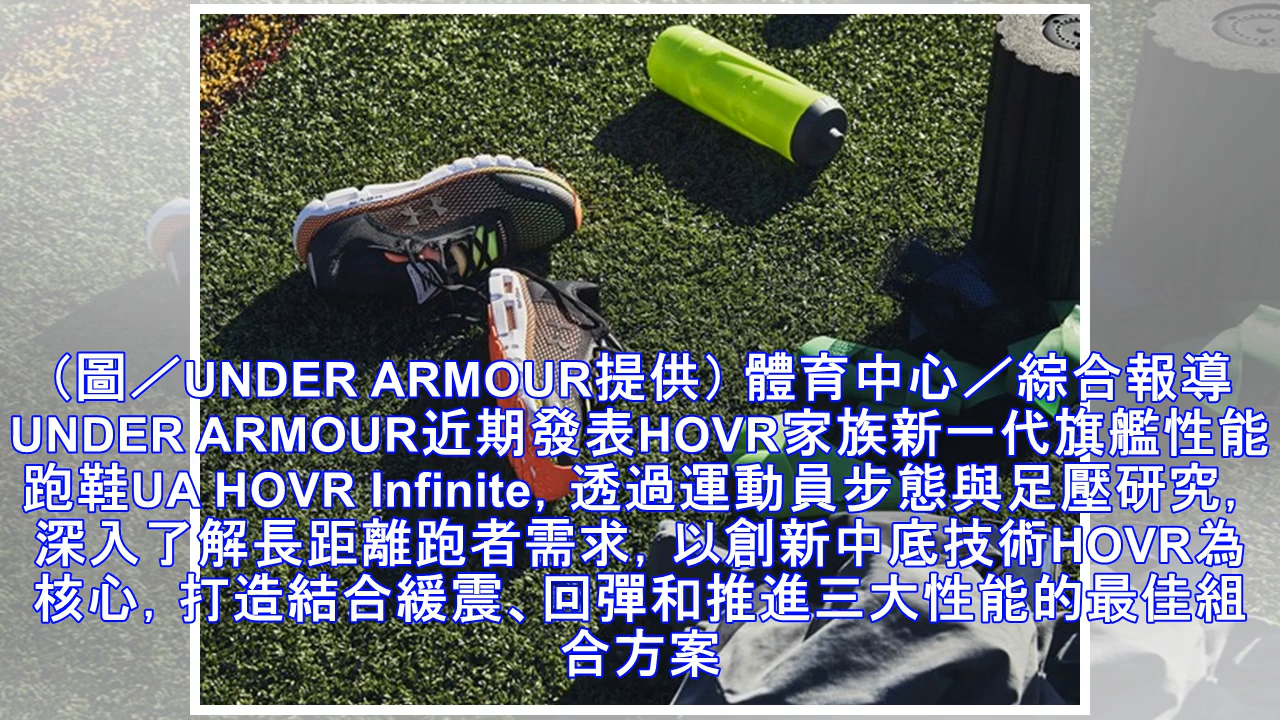 （圖／UNDER ARMOUR提供）體育中心／綜合報導
UNDER ARMOUR近期發表HOVR家族新一代旗艦性能
跑鞋UA HOVR Infinite, 透過運動員步態與足壓研究,
深入了解長距離跑者需求, 以創新中底技術HOVR為
核心, 打造結合緩震、回彈和推進三大性能的最佳組
合方案